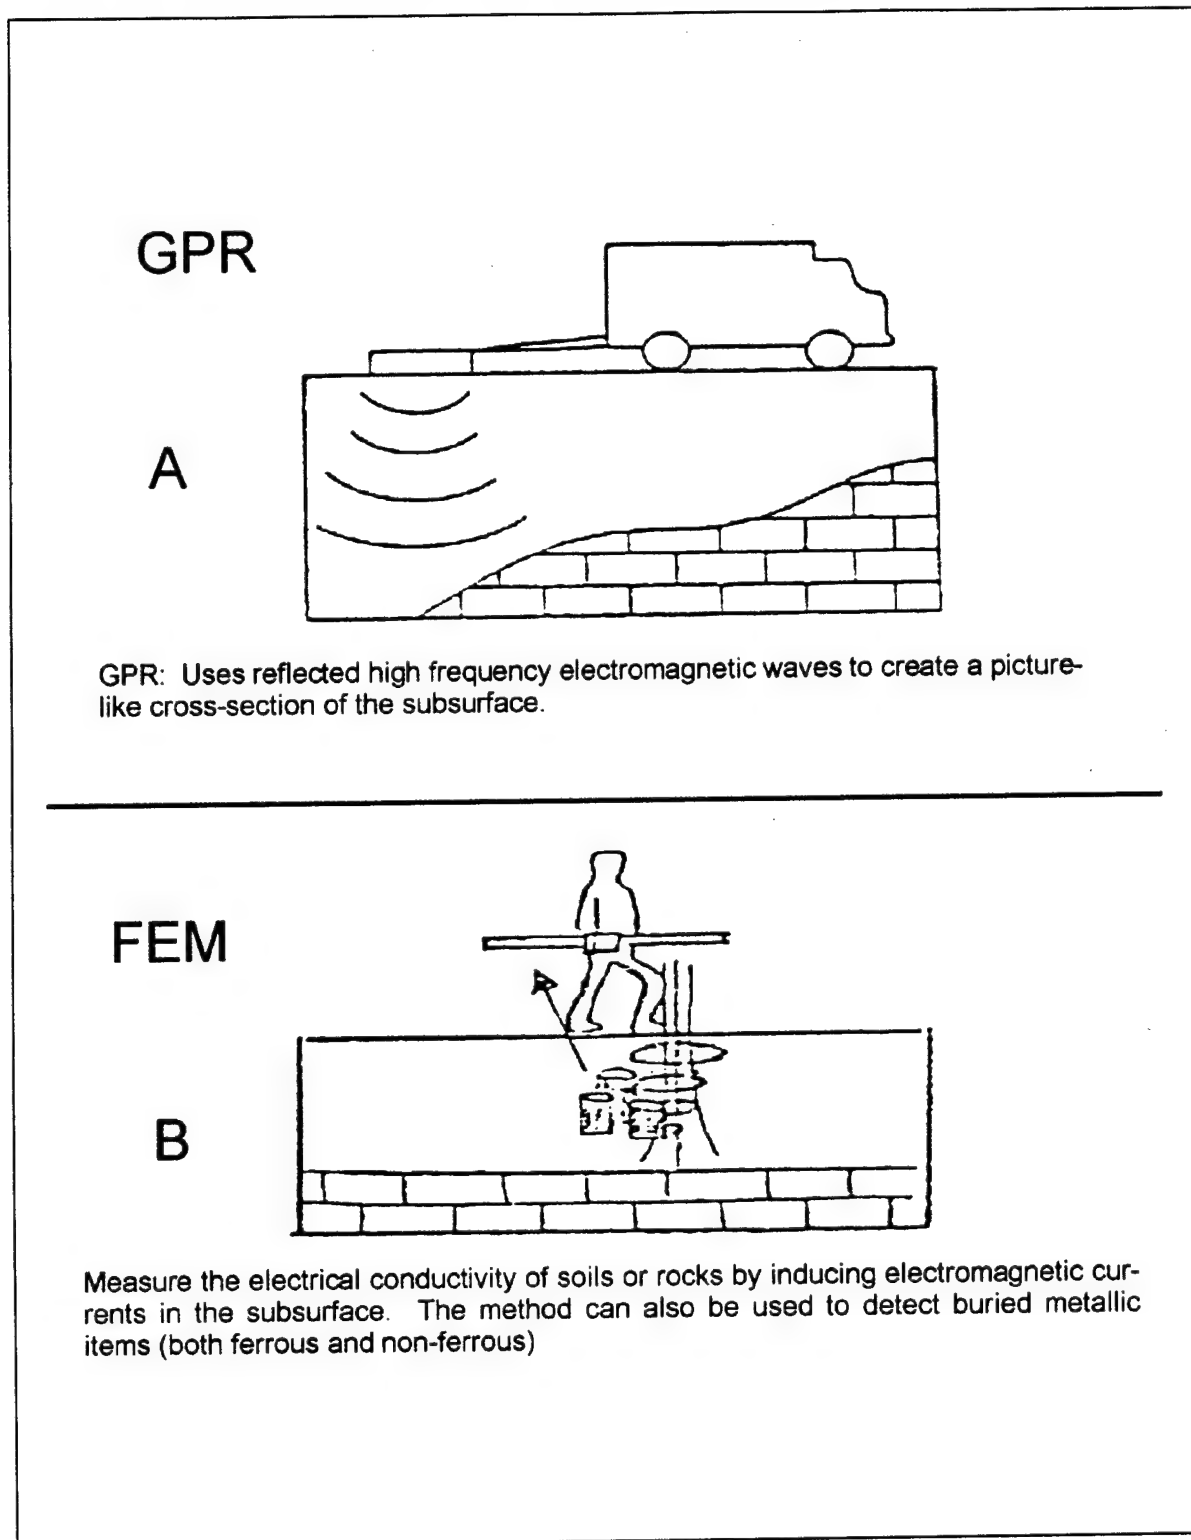 GPR
A
GPR: Uses reflected high frequency electromagnetic waves to create a picture-
like cross-section of the subsurface.
FEM
B
Measure the electrical conductivity of soils or rocks by inducing electromagnetic cur-
rents in the subsurface. The method can also be used to detect buried metallic
items (both ferrous and non-ferrous)